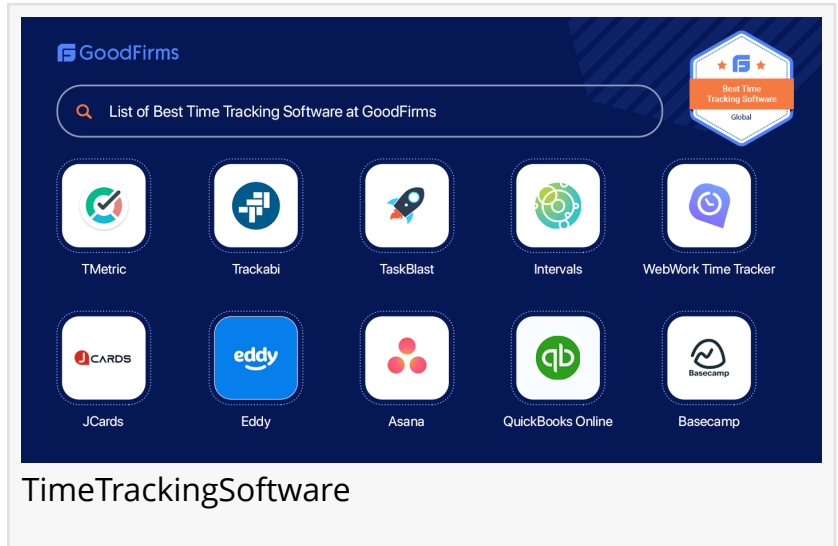 GoodFirms
Best Time
Tracking Software
Global
List of Best Time Tracking Software at GoodFirms
TMetric
Trackabi
TaskBlast
Intervals
WebWork Time Tracker
JCARDS
eddy
qb
Basecamp
JCards
Eddy
Asana
QuickBooks Online
Basecamp
TimeTrackingSoftware